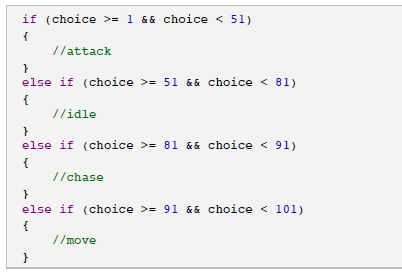 if (choice >= 1 && choice < 51)
{
    //attack
}
else if (choice >= 51 && choice < 81)
{
    //idle
}
else if (choice >= 81 && choice < 91)
{
    //chase
}
else if (choice >= 91 && choice < 101)
{
    //move
}